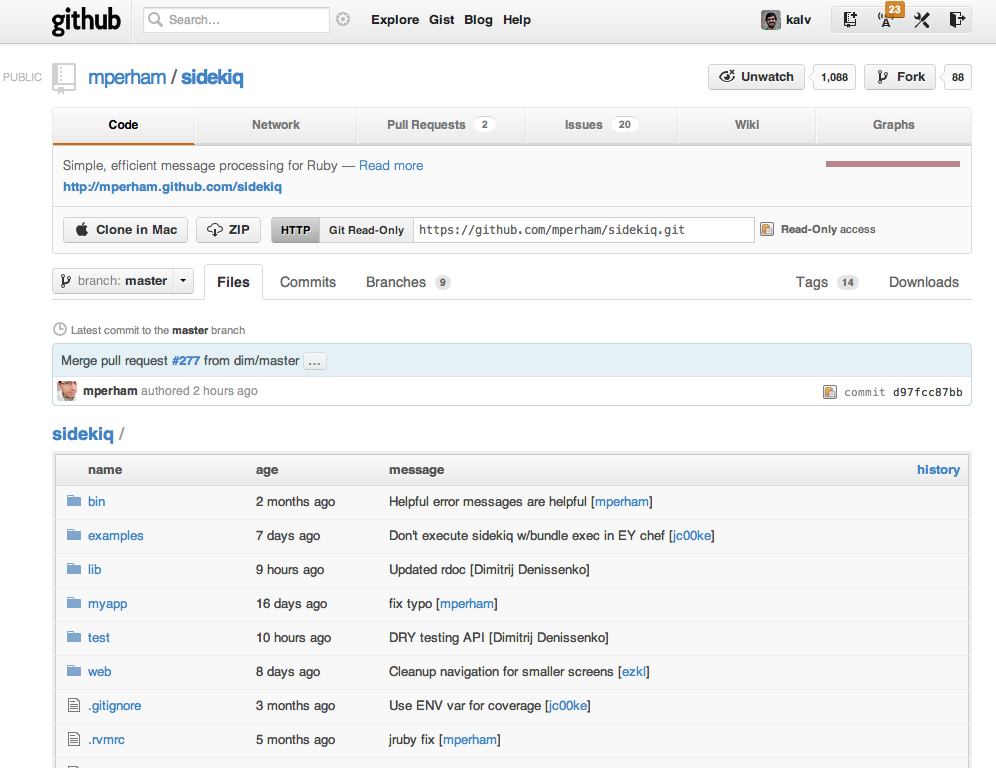 github Search... Explore Gist Blog Help kalv 23
PUBLIC mperham / sidekiq Unwatch 1,088 Fork 88
Code Network Pull Requests 2 Issues 20 Wiki Graphs
Simple, efficient message processing for Ruby — Read more
http://mperham.github.com/sidekiq
Clone in Mac ZIP HTTP Git Read-Only https://github.com/mperham/sidekiq.git Read-Only access
branch: master Files Commits Branches 9 Tags 14 Downloads
Latest commit to the master branch
Merge pull request #277 from dim/master ...
mperham authored 2 hours ago commit d97fcc87bb
sidekiq /
name age message history
bin 2 months ago Helpful error messages are helpful [mperham]
examples 7 days ago Don't execute sidekiq w/bundle exec in EY chef [jc00ke]
lib 9 hours ago Updated rdoc [Dimitrij Denissenko]
myapp 16 days ago fix typo [mperham]
test 10 hours ago DRY testing API [Dimitrij Denissenko]
web 8 days ago Cleanup navigation for smaller screens [ezkl]
.gitignore 3 months ago Use ENV var for coverage [jc00ke]
.rvmrc 5 months ago jruby fix [mperham]